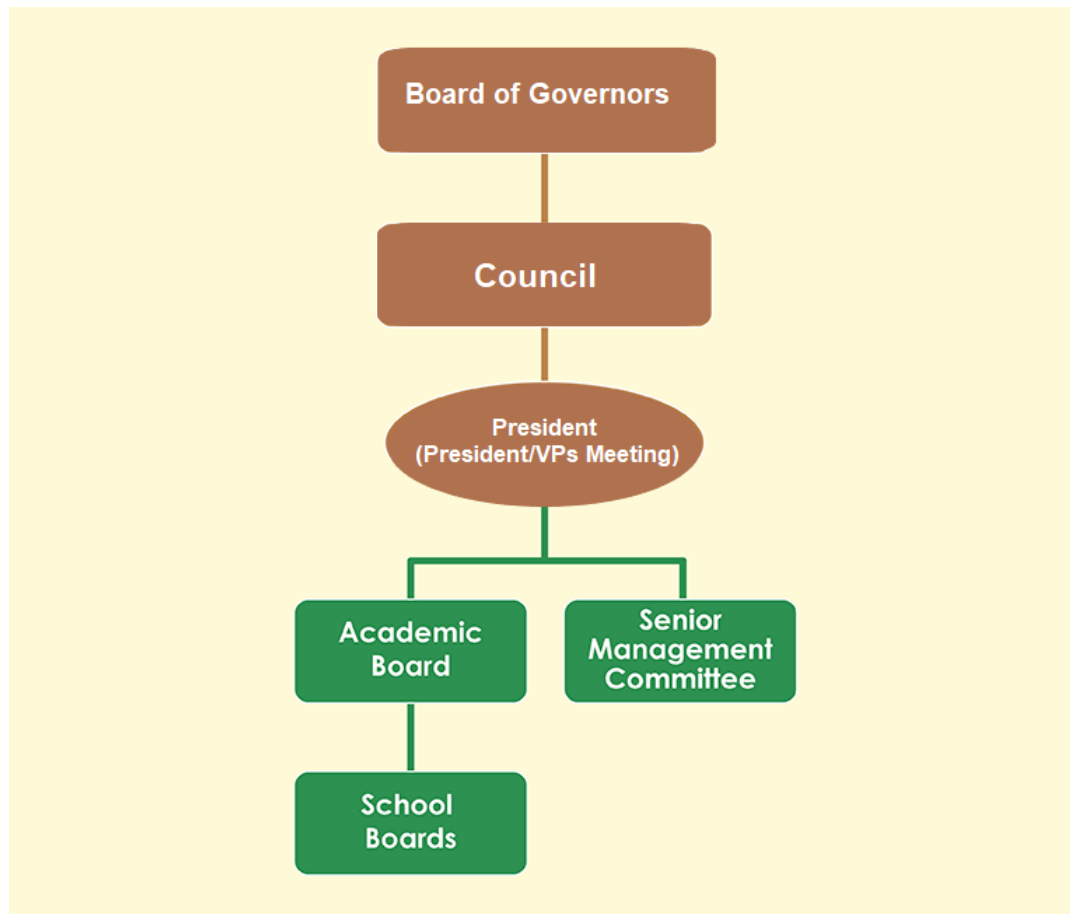 Board of Governors
Council
President
(President/VPs Meeting)
Academic
Board
Senior
Management
Committee
School
Boards